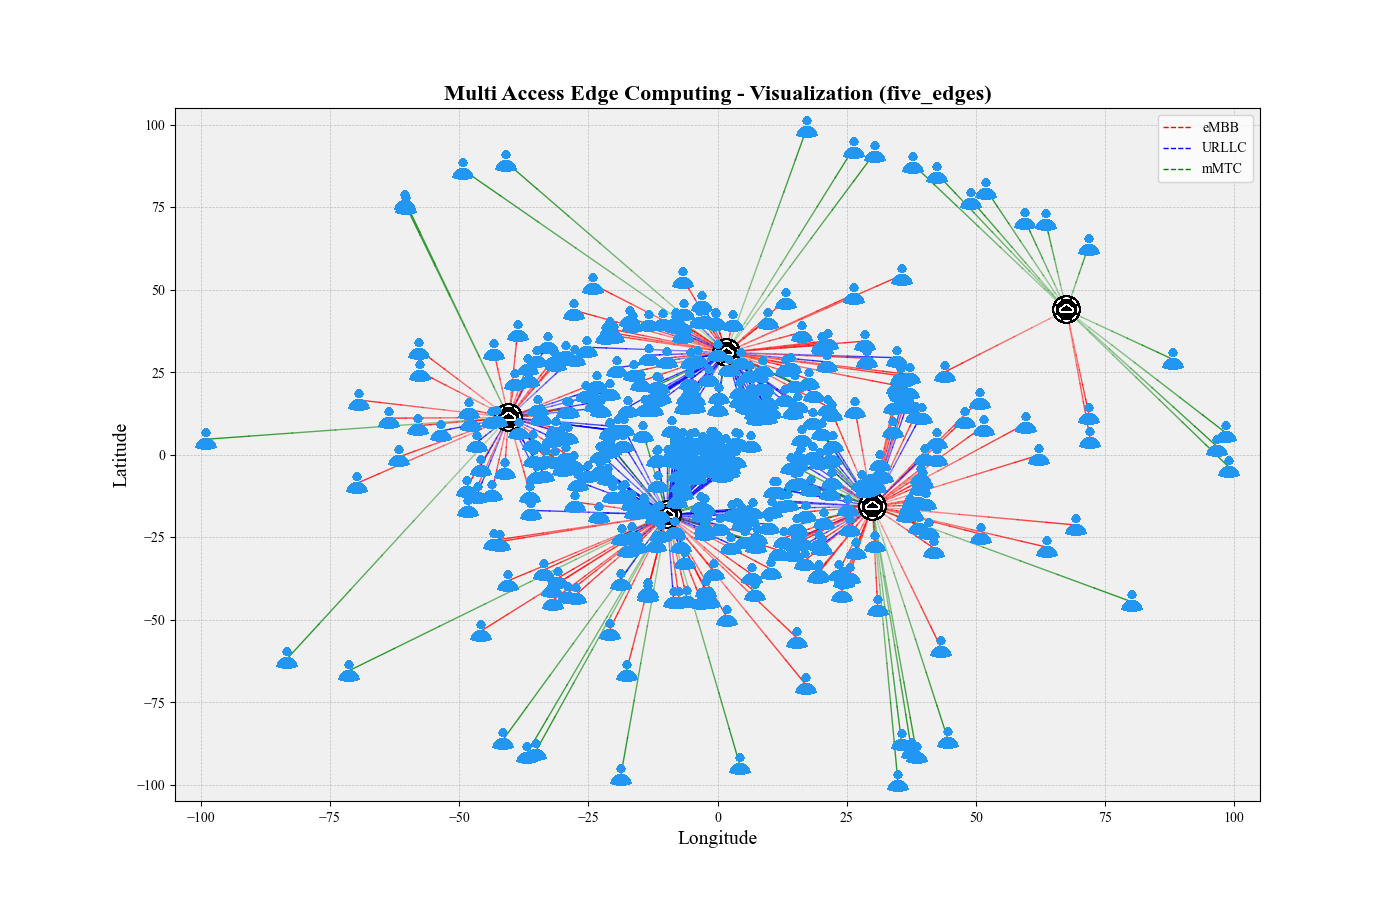 Multi Access Edge Computing - Visualization (five_edges)
eMBB
URLLC
mMTC
100
75
50
25
0
−25
−50
−75
−100
Latitude
−100 −75 −50 −25 0 25 50 75 100
Longitude